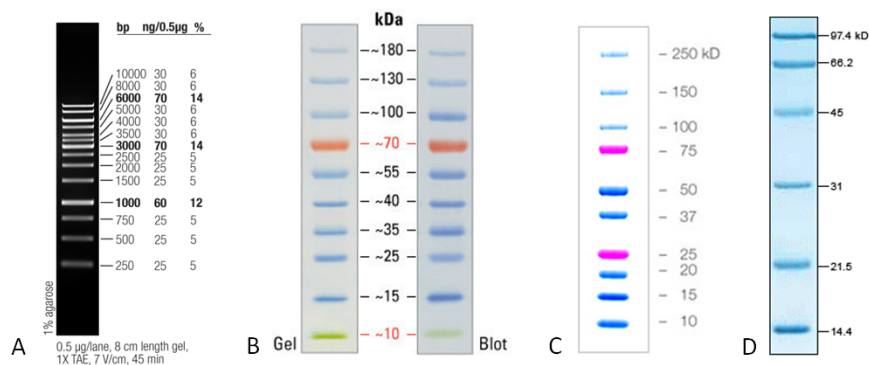 bp ng/0.5µg %
10000 30 6
8000 30 6
6000 70 14
5000 30 6
4000 30 6
3500 30 6
3000 70 14
2500 25 5
2000 25 5
1500 25 5
1000 60 12
750 25 5
500 25 5
250 25 5
1% agarose
0.5 µg/lane, 8 cm length gel,
1X TAE, 7 V/cm, 45 min
A
kDa
~180
~130
~100
~70
~55
~40
~35
~25
~15
~10
Gel
Blot
B
250 kD
150
100
75
50
37
25
20
15
10
C
97.4 kD
66.2
45
31
21.5
14.4
D